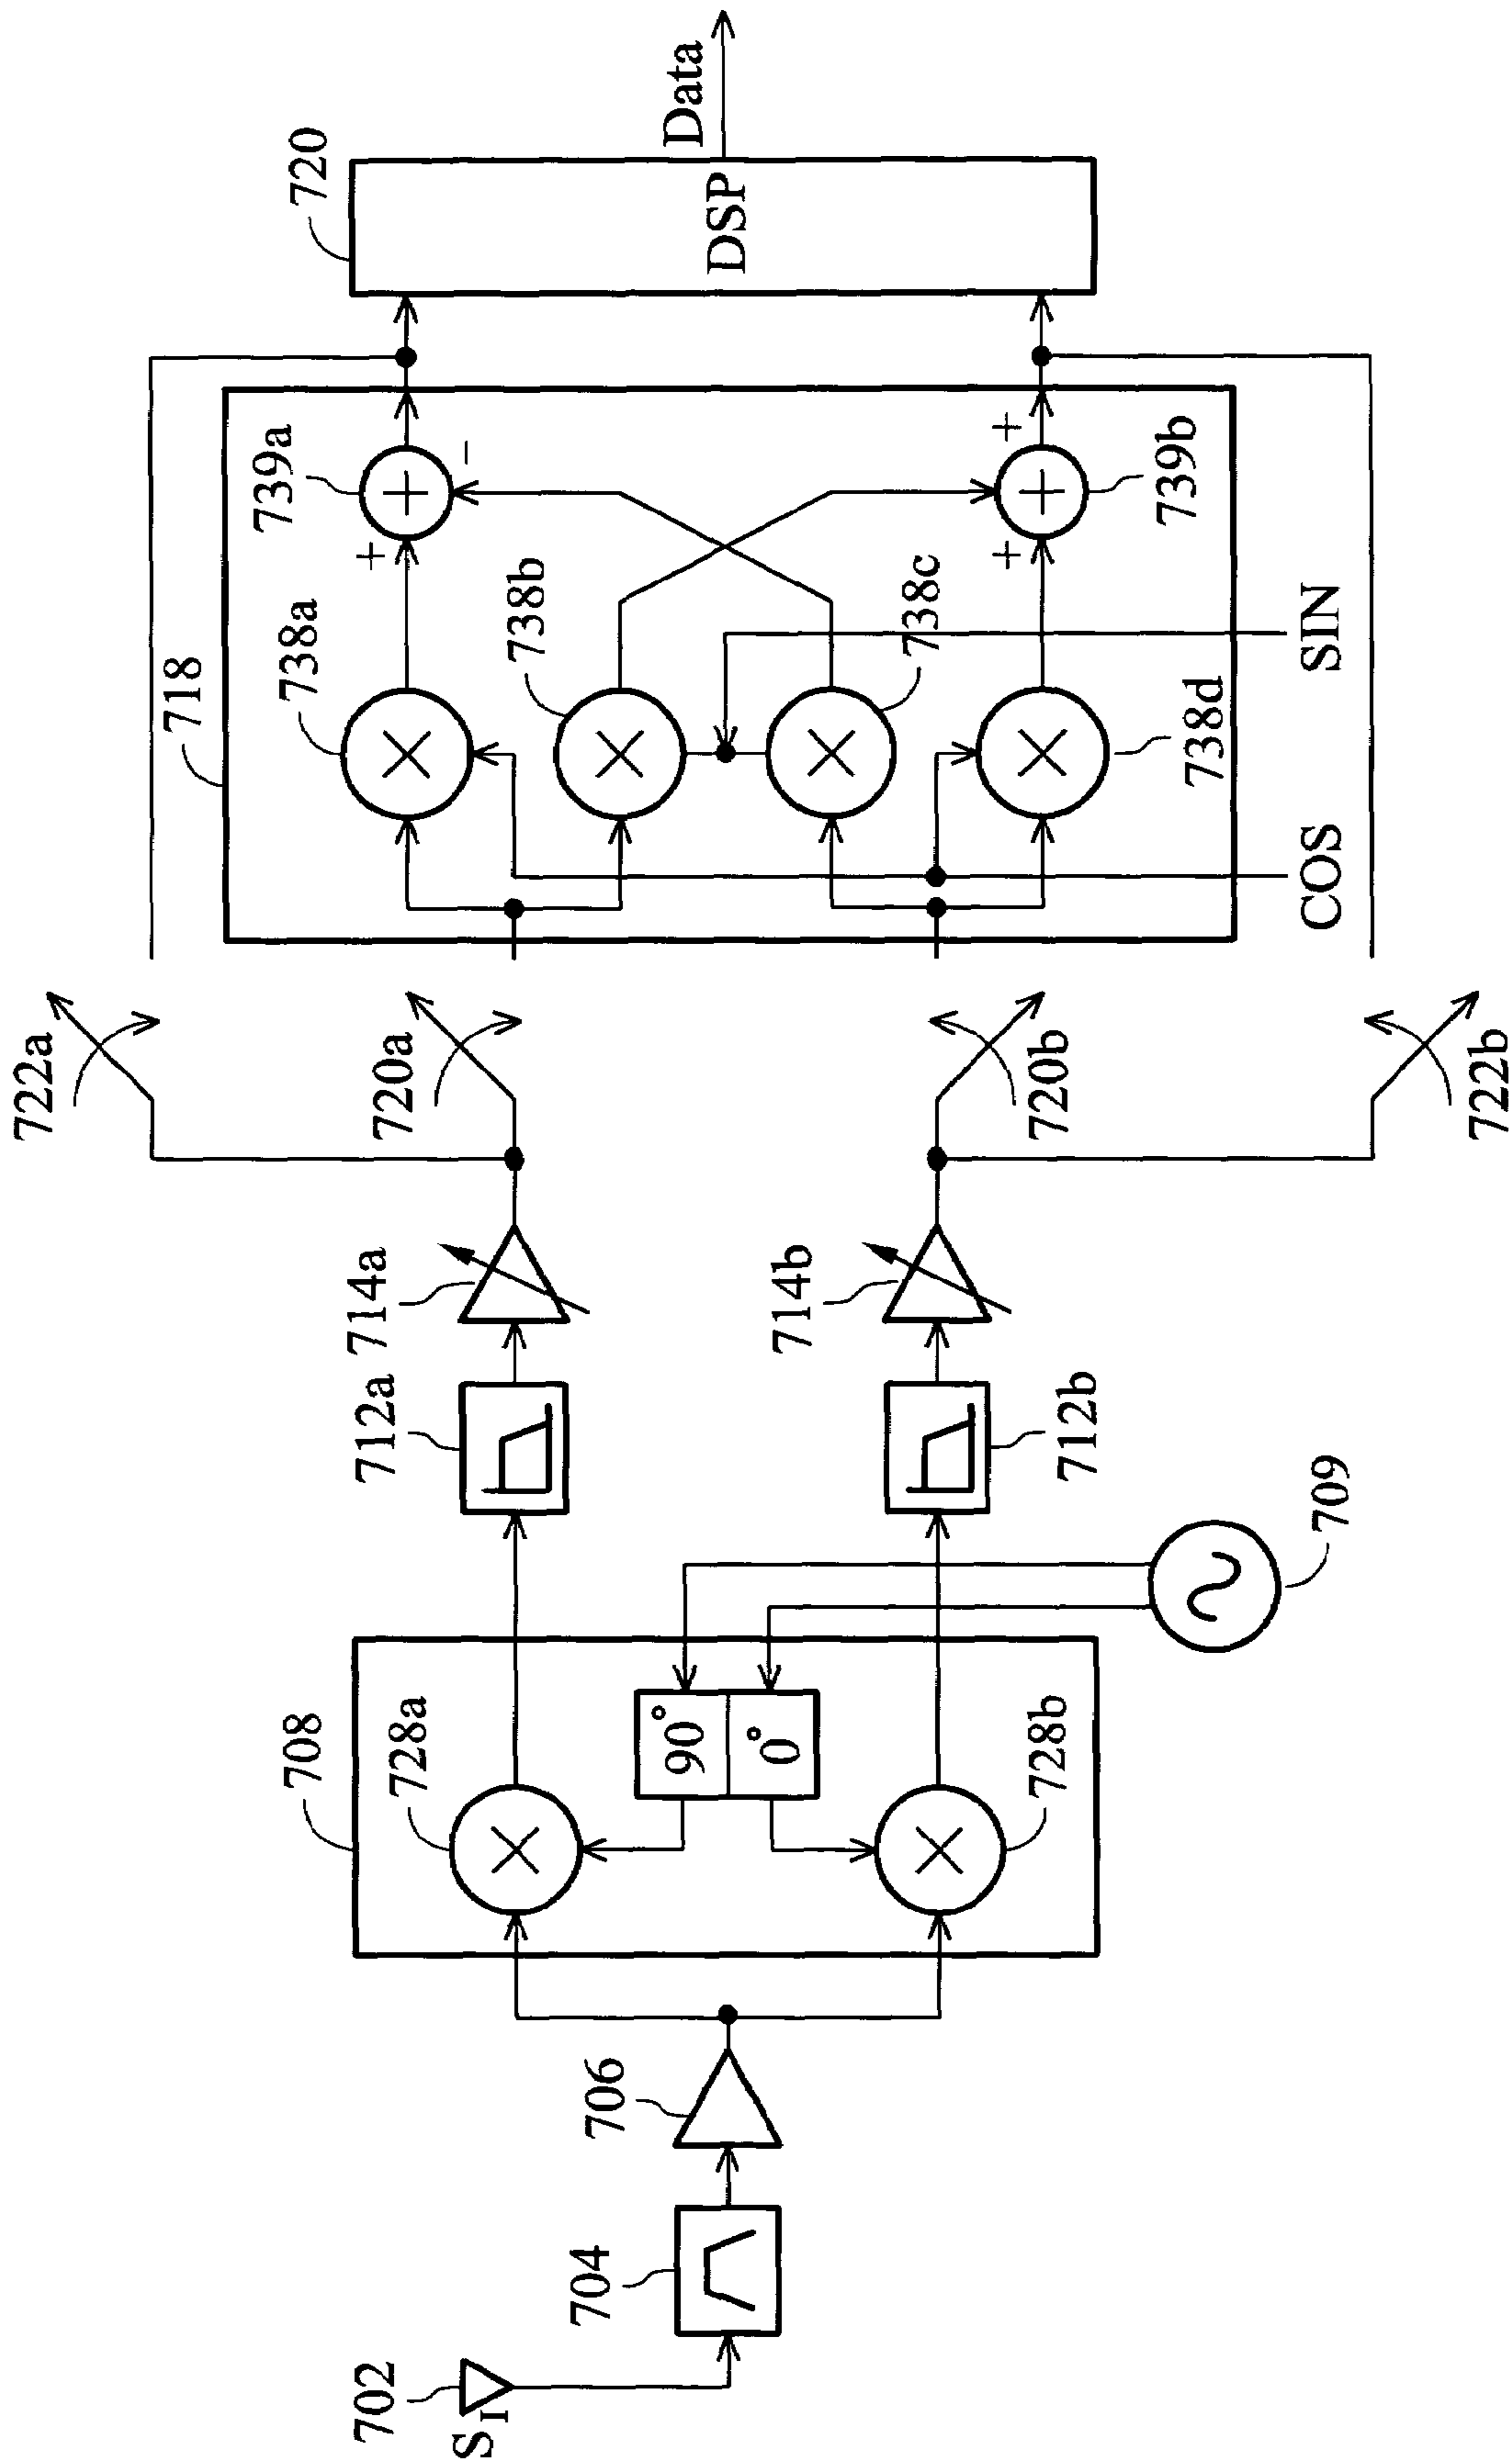 702
S I
704
706
708
728a
90°
0°
728b
709
712a
712b
714a
714b
722a
720a
720b
722b
718
738a
738b
738c
738d
COS
SIN
739a
+
−
+
+
+
+
739b
720
DSP
Data